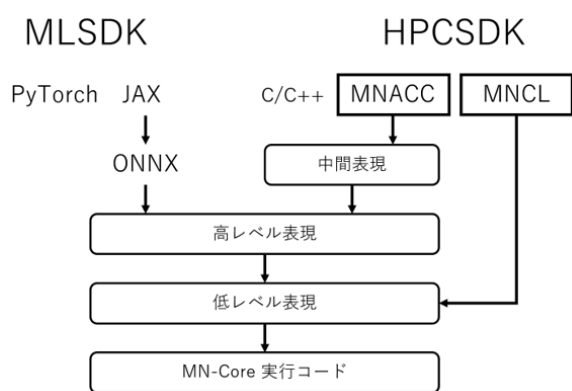 MLSDK HPCSDK
PyTorch JAX C/C++ MNACC MNCL
ONNX 中間表現
高レベル表現
低レベル表現
MN-Core 実行コード